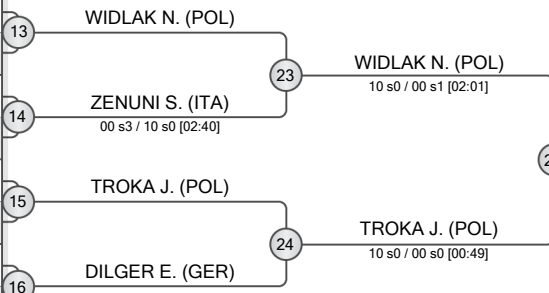 13
WIDLAK N. (POL)
23
WIDLAK N. (POL)
10 s0 / 00 s1 [02:01]
14
ZENUNI S. (ITA)
00 s3 / 10 s0 [02:40]
15
TROKA J. (POL)
24
TROKA J. (POL)
10 s0 / 00 s0 [00:49]
16
DILGER E. (GER)